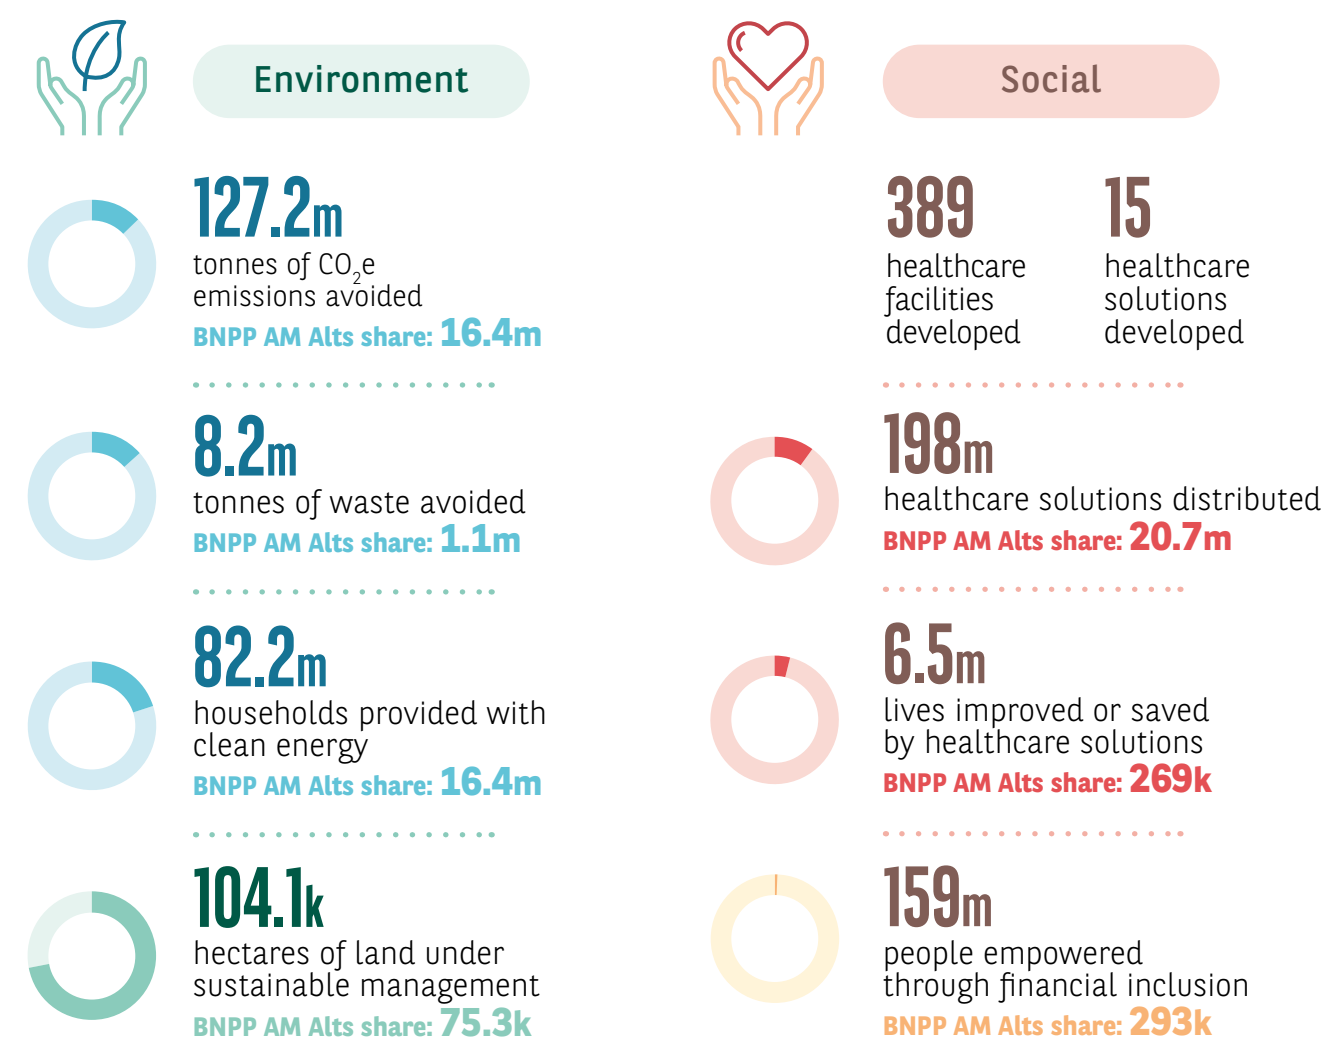 Environment
127.2m
tonnes of CO₂e
emissions avoided
BNPP AM Alts share: 16.4m
8.2m
tonnes of waste avoided
BNPP AM Alts share: 1.1m
82.2m
households provided with
clean energy
BNPP AM Alts share: 16.4m
104.1k
hectares of land under
sustainable management
BNPP AM Alts share: 75.3k
Social
389
healthcare
facilities
developed
15
healthcare
solutions
developed
198m
healthcare solutions distributed
BNPP AM Alts share: 20.7m
6.5m
lives improved or saved
by healthcare solutions
BNPP AM Alts share: 269k
159m
people empowered
through financial inclusion
BNPP AM Alts share: 293k